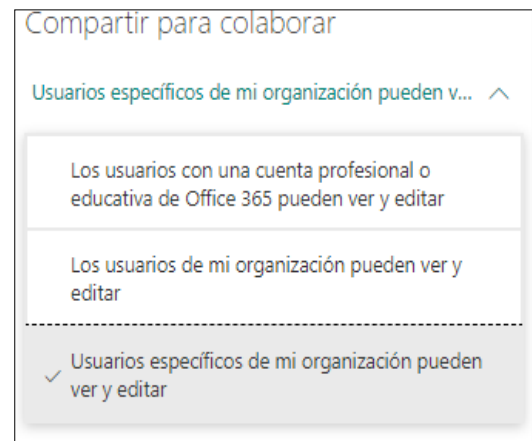 Compartir para colaborar
Usuarios específicos de mi organización pueden v...
Los usuarios con una cuenta profesional o
educativa de Office 365 pueden ver y editar
Los usuarios de mi organización pueden ver y
editar
Usuarios específicos de mi organización pueden
ver y editar